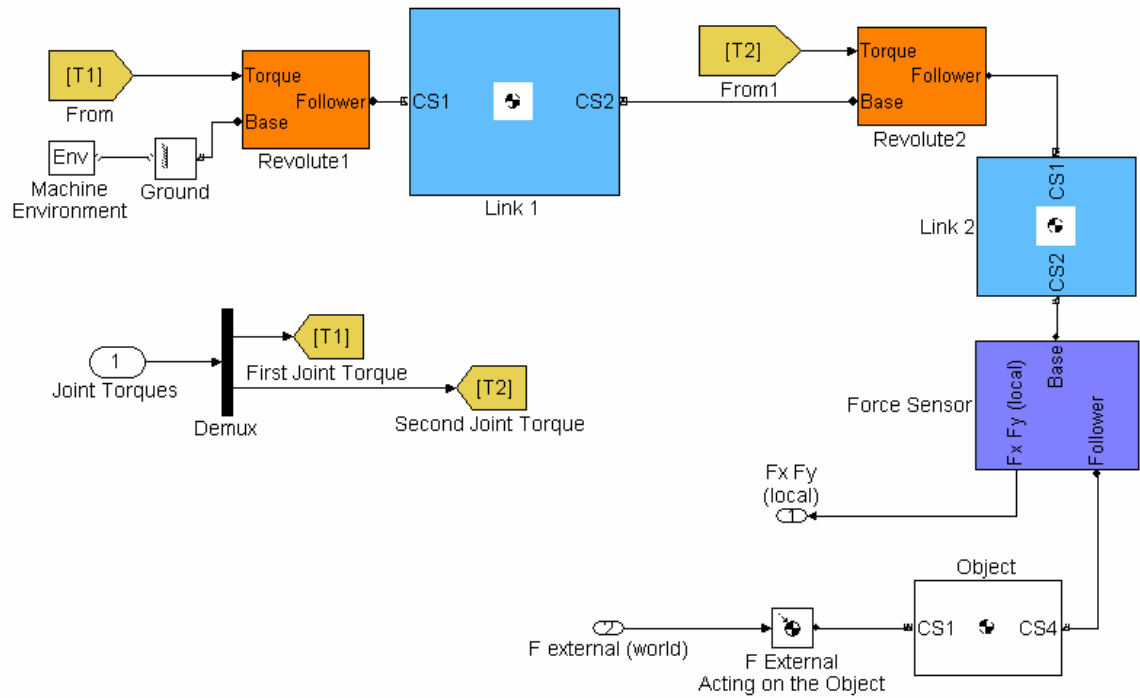 [T1]
From
Torque
Follower
Base
Revolute1
Env
Machine
Environment
Ground
CS1
CS2
Link 1
[T2]
From1
Torque
Follower
Base
Revolute2
CS1
Link 2
CS2
1
Joint Torques
Demux
[T1]
First Joint Torque
[T2]
Second Joint Torque
Force Sensor
Base
Fx Fy (local)
Follower
Fx Fy
(local)
1
Object
2
F external (world)
F External
Acting on the Object
CS1
CS4